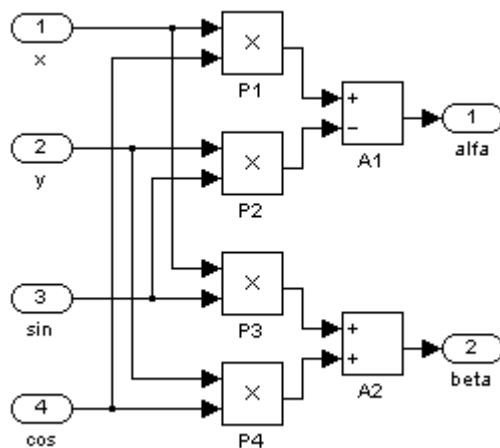 1
x
×
P1
+
−
A1
1
alfa
2
y
×
P2
3
sin
×
P3
+
+
A2
2
beta
4
cos
×
P4